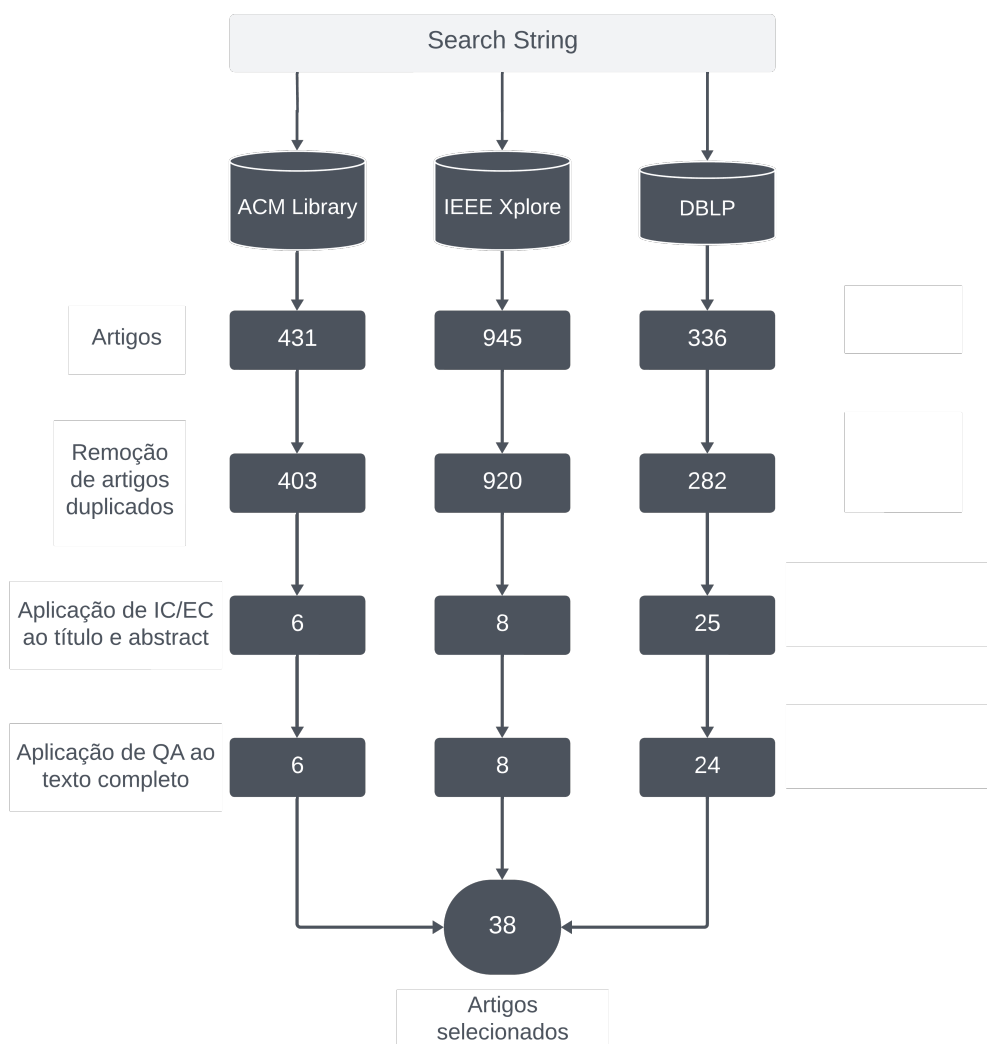 Search String
ACM Library
IEEE Xplore
DBLP
Artigos
431
945
336
Remoção
de artigos
duplicados
403
920
282
Aplicação de IC/EC
ao título e abstract
6
8
25
Aplicação de QA ao
texto completo
6
8
24
38
Artigos
selecionados